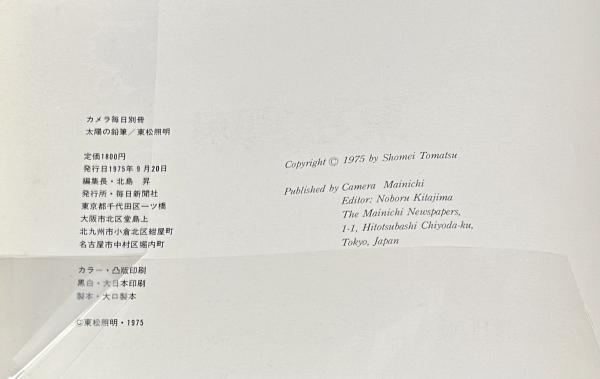 カメラ毎日別冊
太陽の鉛筆／東松照明
定価1800円
発行日1975年9月20日
編集長・北島 昇
発行所・毎日新聞社
東京都千代田区一ツ橋
大阪市北区堂島上
北九州市小倉北区紺屋町
名古屋市中村区堀内町
カラー・凸版印刷
黒白・大日本印刷
製本・大口製本
©東松照明・1975
Copyright © 1975 by Shomei Tomatsu
Published by Camera Mainichi
Editor: Noboru Kitajima
The Mainichi Newspapers,
1-1, Hitotsubashi Chiyoda-ku,
Tokyo, Japan